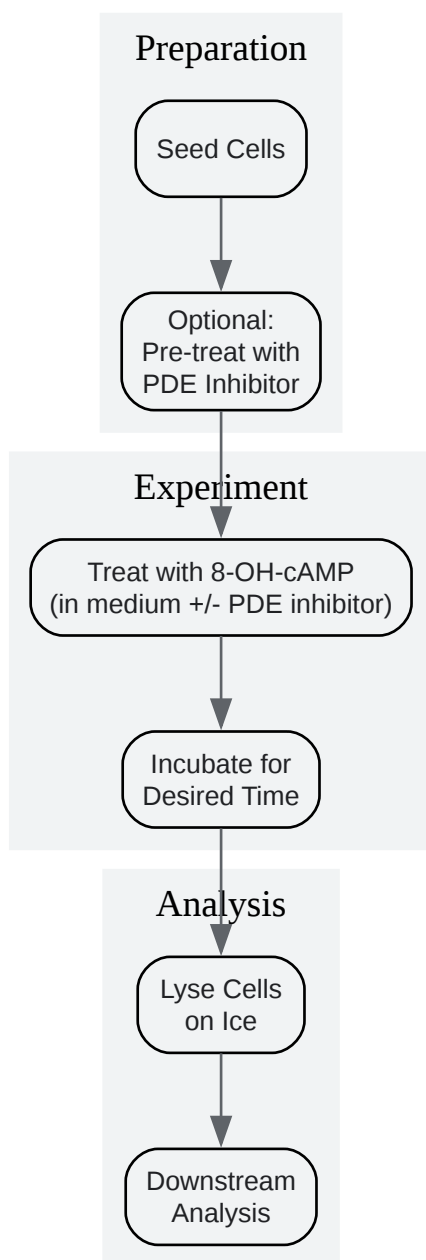 Preparation
Seed Cells
Optional:
Pre-treat with
PDE Inhibitor
Experiment
Treat with 8-OH-cAMP
(in medium +/- PDE inhibitor)
Incubate for
Desired Time
Analysis
Lyse Cells
on Ice
Downstream
Analysis